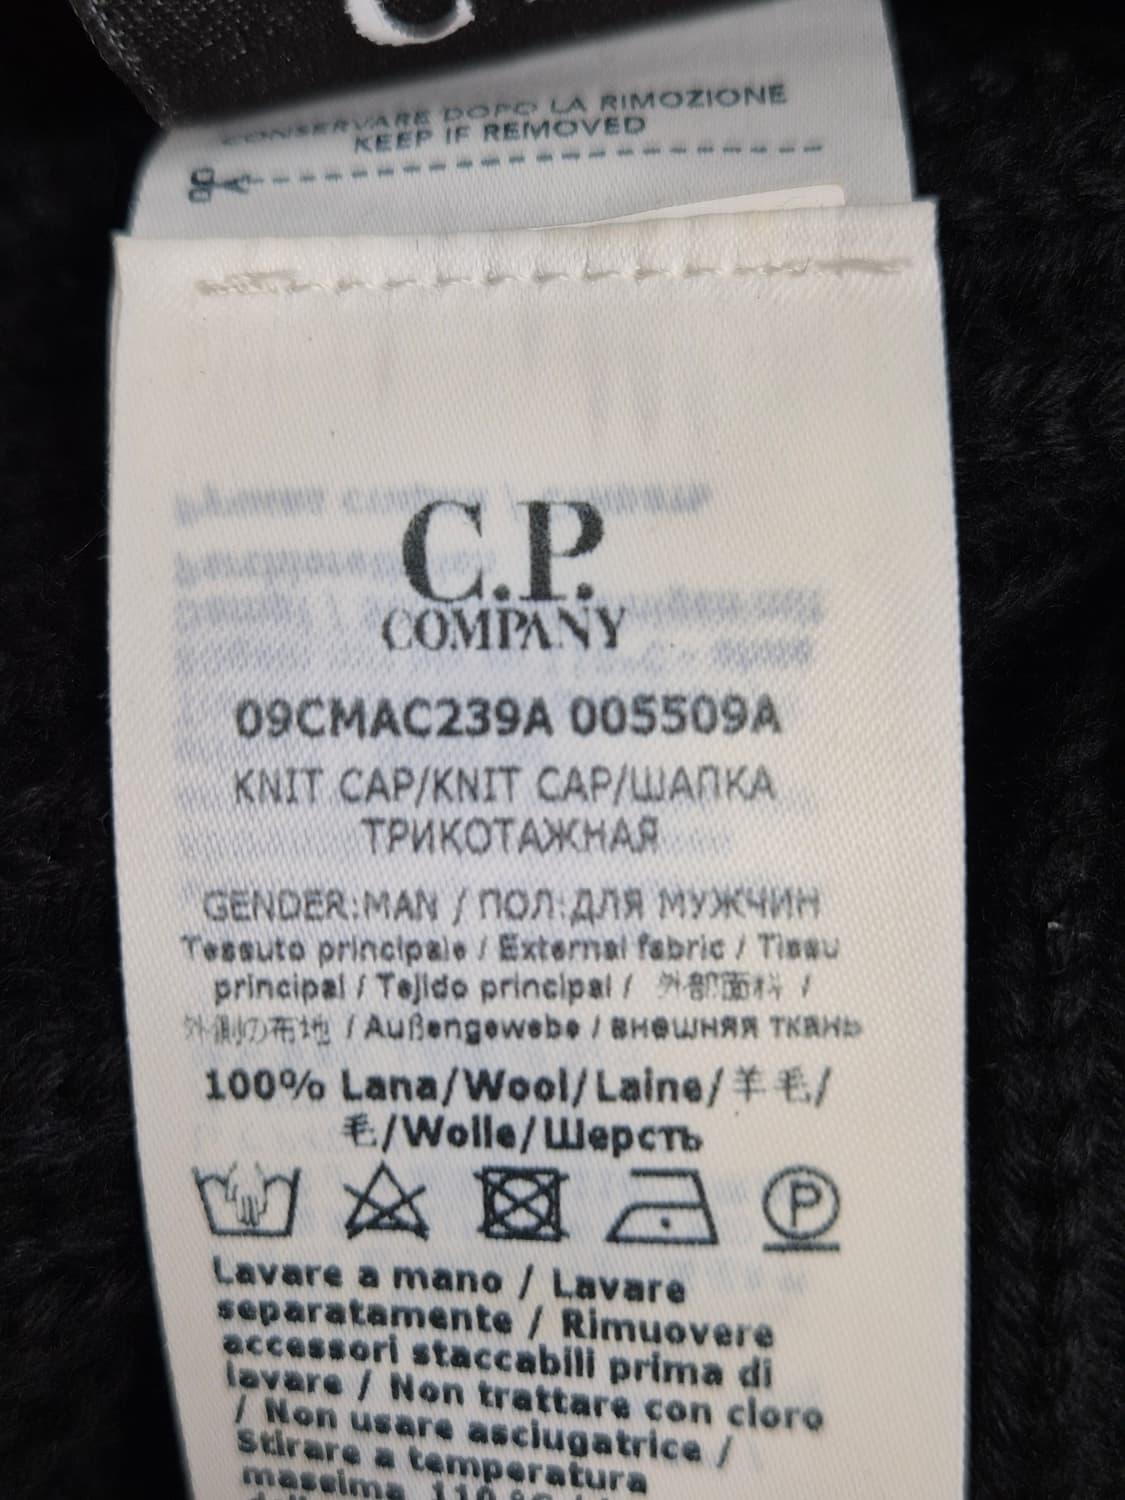 CONSERVARE DOPO LA RIMOZIONE
KEEP IF REMOVED
C.P.
COMPANY
09CMAC239A 005509A
KNIT CAP/KNIT CAP/ШАПКА
ТРИКОТАЖНАЯ
GENDER:MAN / ПОЛ:ДЛЯ МУЖЧИН
Tessuto principale / External fabric / Tissu
principal / Tejido principal / 外部面料 /
外側の布地 / Außengewebe / внешняя ткань
100% Lana/Wool/Laine/羊毛/
毛/Wolle/Шерсть
P
Lavare a mano / Lavare
separatamente / Rimuovere
accessori staccabili prima di
lavare / Non trattare con cloro
/ Non usare asciugatrice /
Stirare a temperatura
massima 110 °C